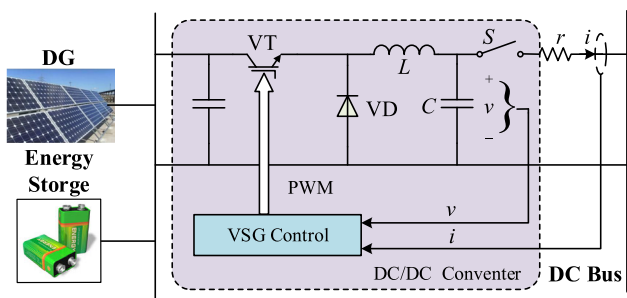 DG
Energy
Storge
VT
VD
L
C
S
+
v
−
r
i
PWM
VSG Control
v
i
DC/DC Conventer
DC Bus